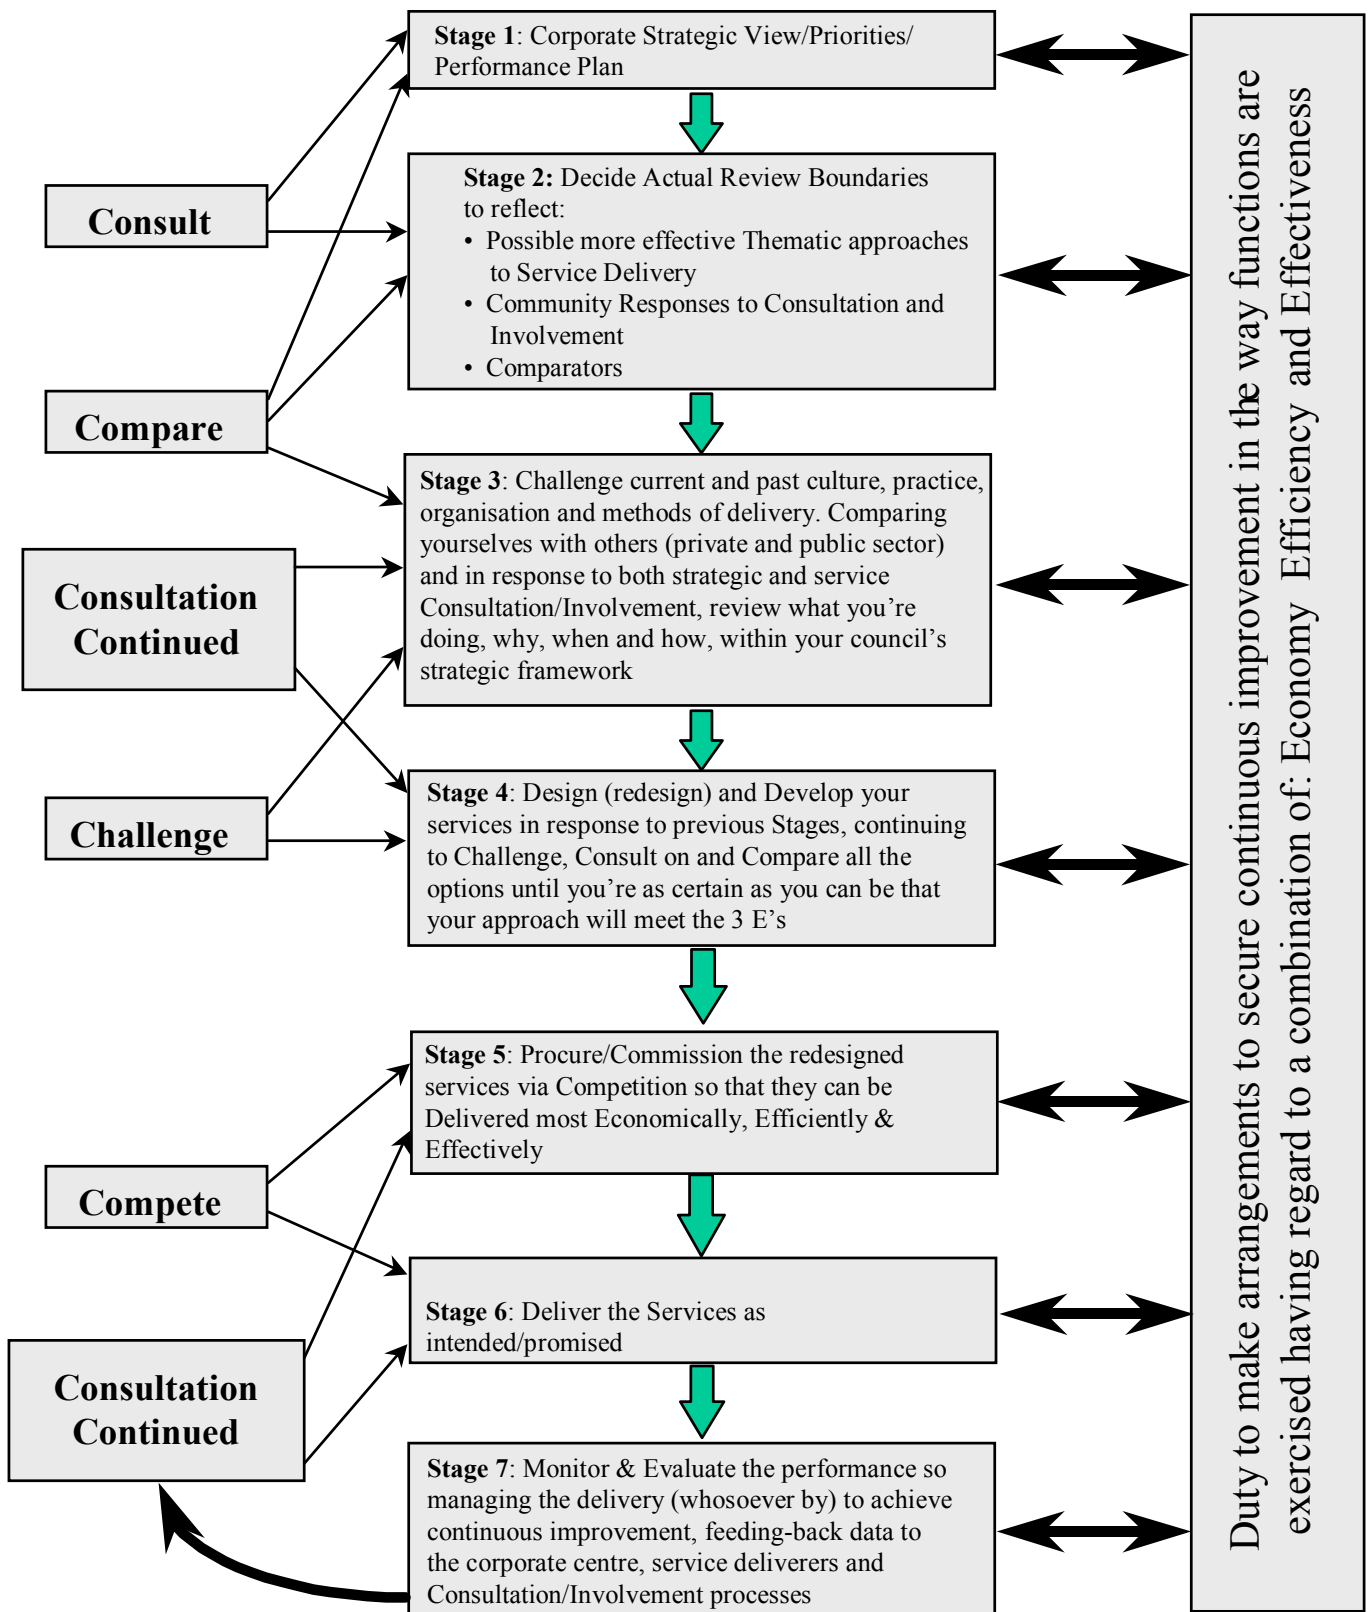 Stage 1: Corporate Strategic View/Priorities/
Performance Plan
Consult
Stage 2: Decide Actual Review Boundaries
to reflect:
• Possible more effective Thematic approaches
to Service Delivery
• Community Responses to Consultation and
Involvement
• Comparators
Compare
Stage 3: Challenge current and past culture, practice,
organisation and methods of delivery. Comparing
yourselves with others (private and public sector)
and in response to both strategic and service
Consultation/Involvement, review what you’re
doing, why, when and how, within your council’s
strategic framework
Consultation
Continued
Challenge
Stage 4: Design (redesign) and Develop your
services in response to previous Stages, continuing
to Challenge, Consult on and Compare all the
options until you’re as certain as you can be that
your approach will meet the 3 E’s
Stage 5: Procure/Commission the redesigned
services via Competition so that they can be
Delivered most Economically, Efficiently &
Effectively
Compete
Stage 6: Deliver the Services as
intended/promised
Consultation
Continued
Stage 7: Monitor & Evaluate the performance so
managing the delivery (whosoever by) to achieve
continuous improvement, feeding-back data to
the corporate centre, service deliverers and
Consultation/Involvement processes
Duty to make arrangements to secure continuous improvement in the way functions are
exercised having regard to a combination of: Economy Efficiency and Effectiveness